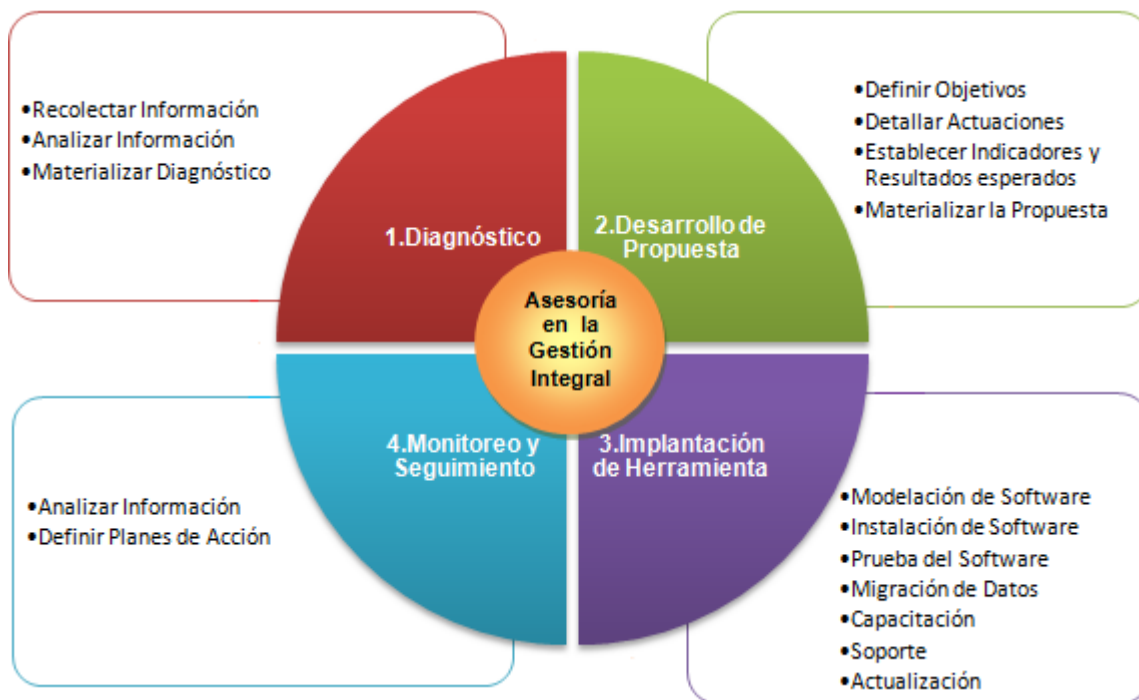 •Recolectar Información
•Analizar Información
•Materializar Diagnóstico
1.Diagnóstico
2.Desarrollo de
Propuesta
•Definir Objetivos
•Detallar Actuaciones
•Establecer Indicadores y
Resultados esperados
•Materializar la Propuesta
Asesoría
en la
Gestión
Integral
4.Monitoreo y
Seguimiento
•Analizar Información
•Definir Planes de Acción
3.Implantación
de Herramienta
•Modelación de Software
•Instalación de Software
•Prueba del Software
•Migración de Datos
•Capacitación
•Soporte
•Actualización